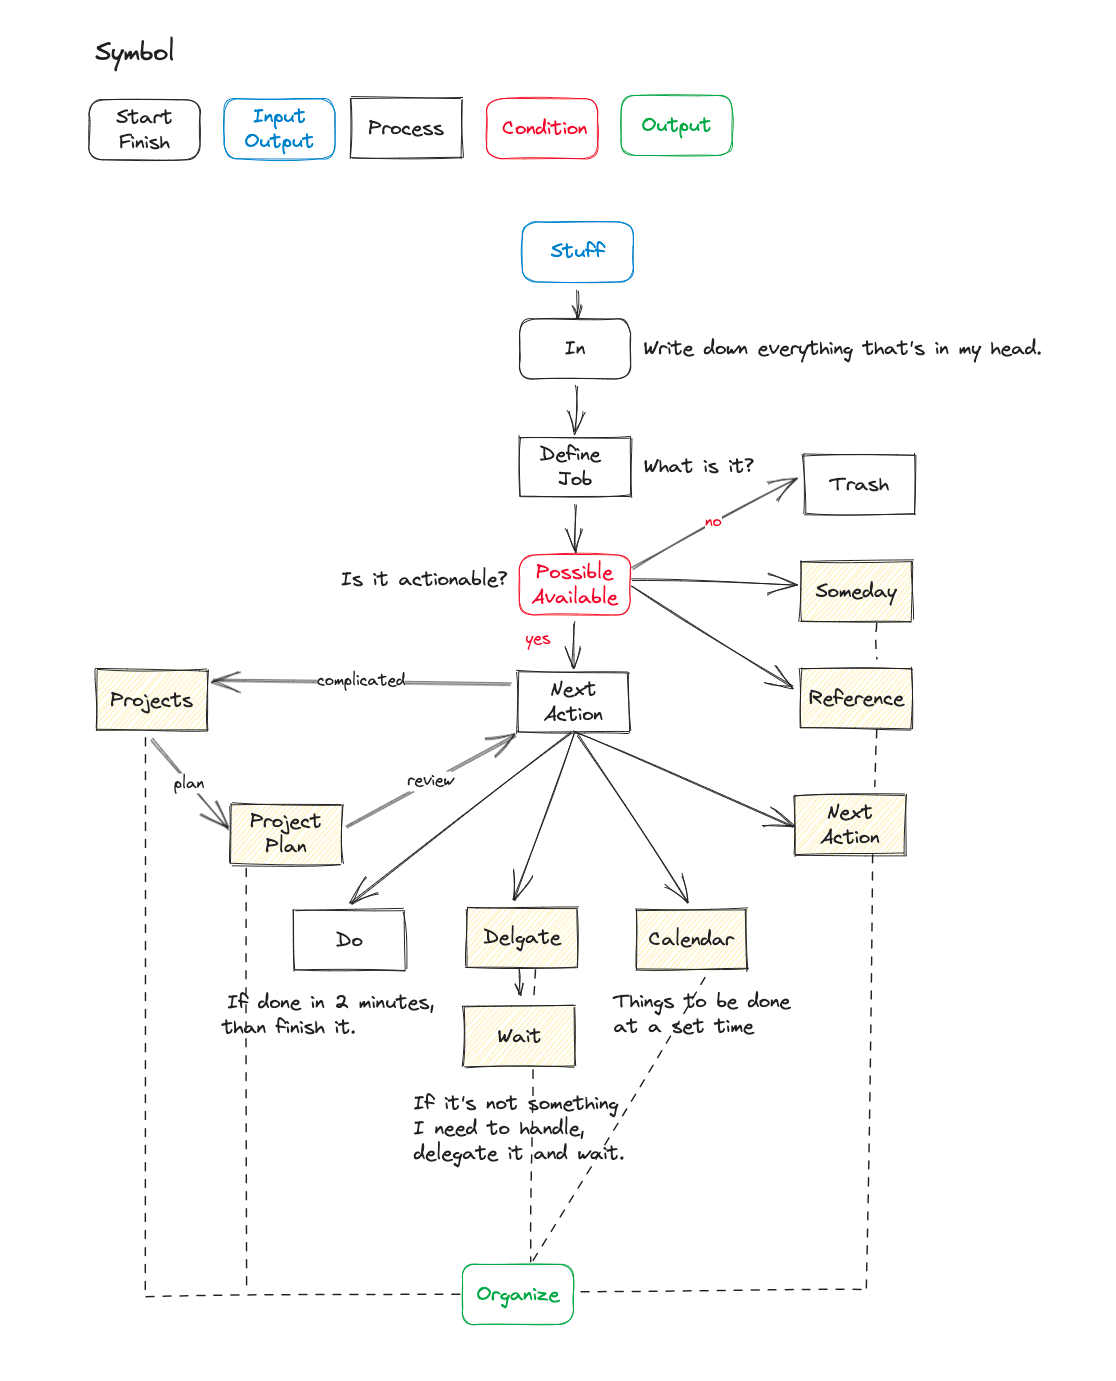 Symbol
Start
Finish
Input
Output
Process
Condition
Output
Stuff
In
Write down everything that's in my head.
Define
Job
What is it?
Trash
no
Is it actionable?
Possible
Available
Someday
yes
Projects
complicated
Next
Action
Reference
plan
review
Project
Plan
Next
Action
Do
Delgate
Calendar
If done in 2 minutes,
than finish it.
Wait
Things to be done
at a set time
If it's not something
I need to handle,
delegate it and wait.
Organize